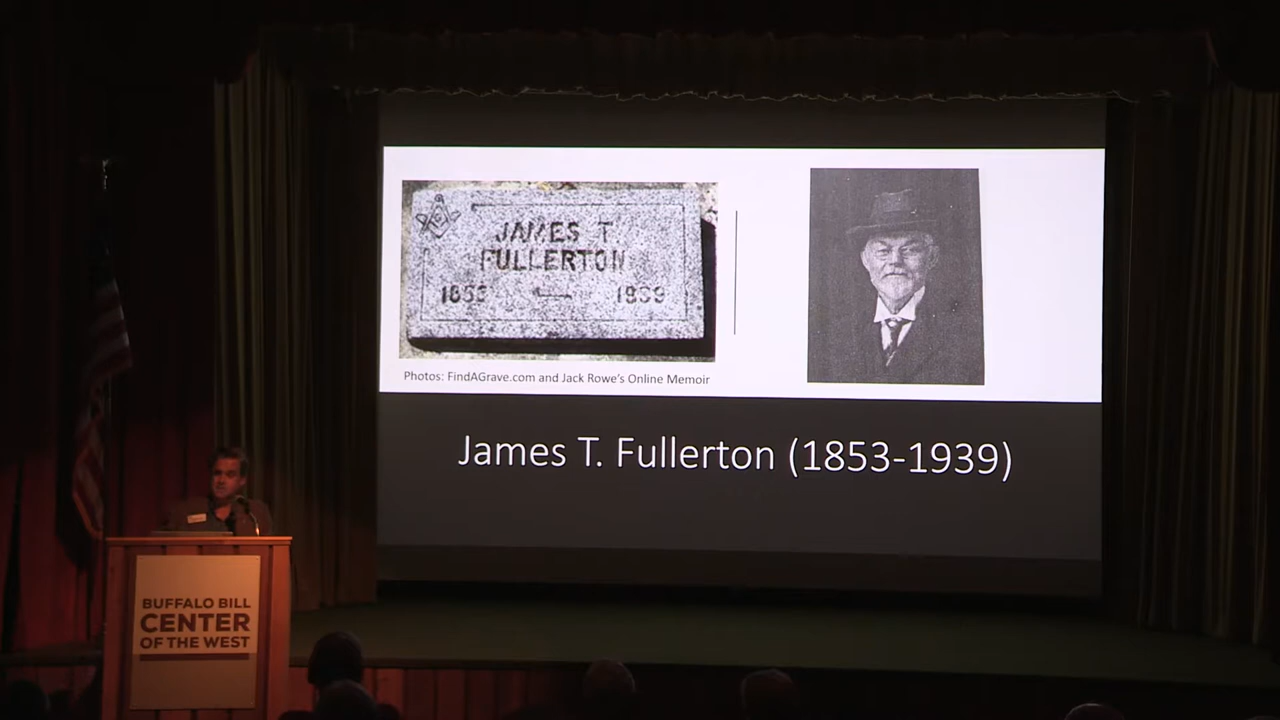 JAMES T.
FULLERTON
1853 1939
Photos: FindAGrave.com and Jack Rowe's Online Memoir
James T. Fullerton (1853-1939)
BUFFALO BILL
CENTER
OF THE WEST